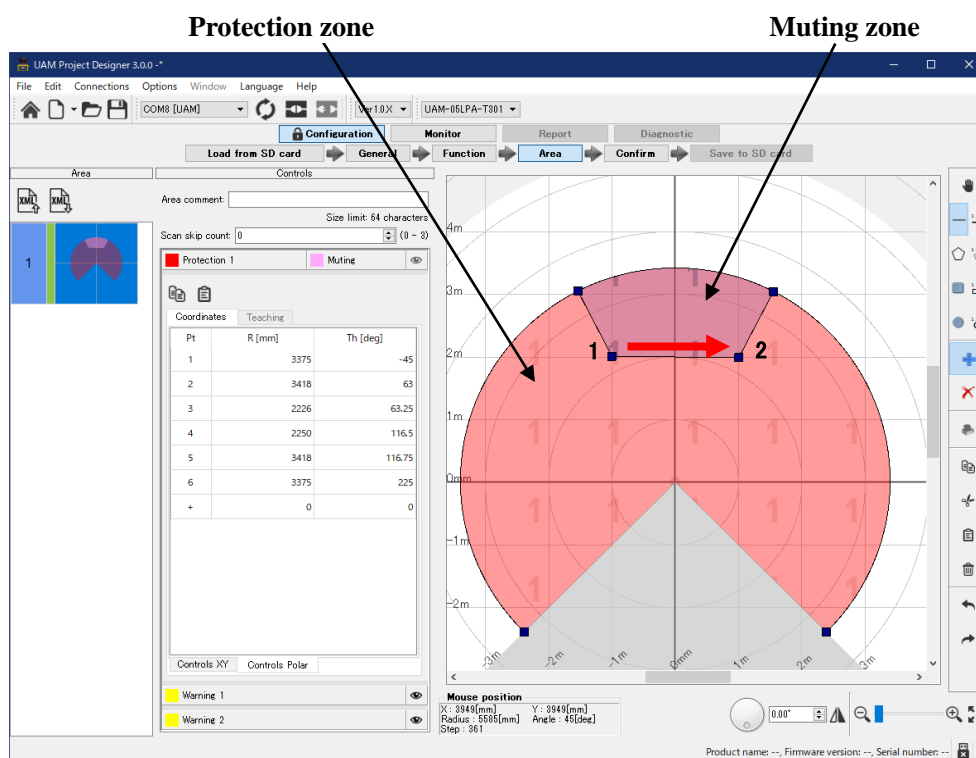 Protection zone
Muting zone
UAM Project Designer 3.0.0 -*
File Edit Connections Options Window Language Help
COM8 [UAM]
Ver1.0X
UAM-05LPA-T301
Configuration Monitor Report Diagnostic
Load from SD card General Function Area Confirm Save to SD card
Area
Controls
XML XML
Area comment:
Size limit: 64 characters
Scan skip count: 0 (0 - 3)
1
Protection 1 Muting
Coordinates Teaching
Pt R [mm] Th [deg]
1 3375 -45
2 3418 63
3 2226 63.25
4 2250 116.5
5 3418 116.75
6 3375 225
+ 0 0
Controls XY Controls Polar
Warning 1
Warning 2
4m
3m
2m
1m
0mm
-1m
-2m
-3m -2m -1m 0mm 1m 2m 3m
1 2
Mouse position
X : 3949[mm] Y : 3949[mm]
Radius : 5585[mm] Angle : 45[deg]
Step : 361
0.00°
Product name: --, Firmware version: --, Serial number: --